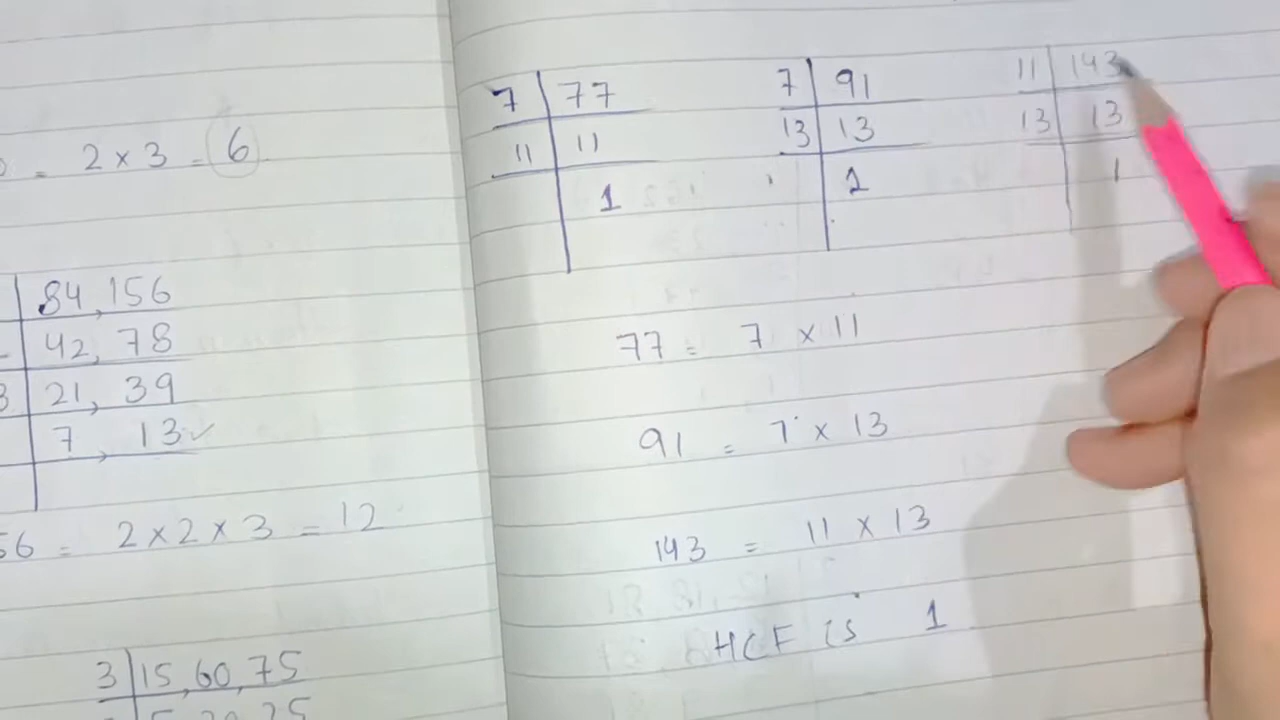 = 2 × 3 = 6
84, 156
42, 78
3 21, 39
7, 13 ✓
56 = 2 × 2 × 3 = 12
3 15, 60, 75
7 77
11 11
1
7 91
13 13
1
11 143
13 13
1
77 = 7 × 11
91 = 7 × 13
143 = 11 × 13
HCF is 1